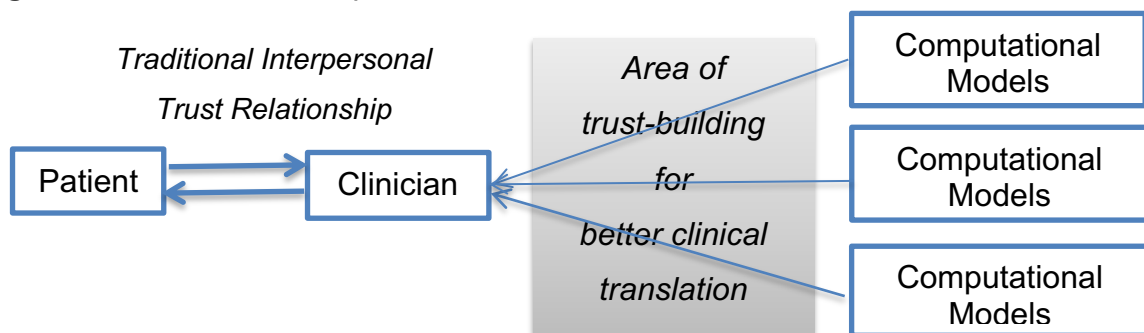 Traditional Interpersonal
Trust Relationship
Patient
Clinician
Area of
trust-building
for
better clinical
translation
Computational
Models
Computational
Models
Computational
Models